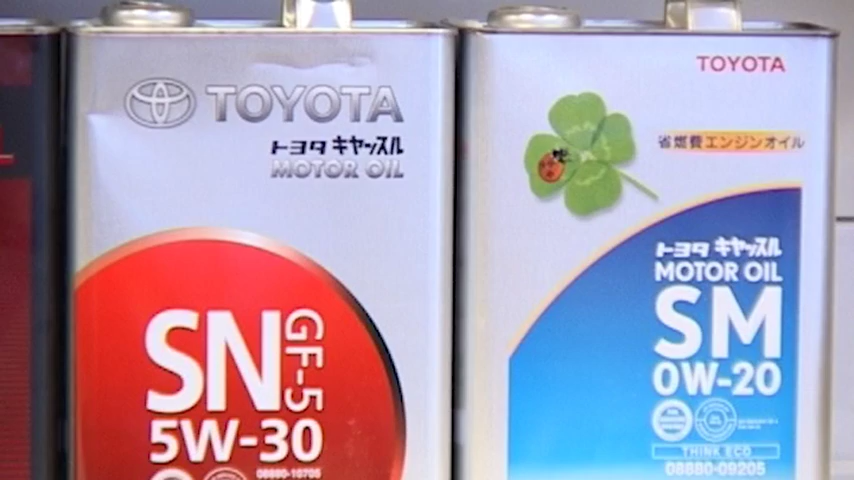 TOYOTA
トヨタ キヤッスル
MOTOR OIL
SN
GF-5
5W-30
08880-10705
TOYOTA
省燃費エンジンオイル
トヨタ キヤッスル
MOTOR OIL
SM
0W-20
THINK ECO
08880-09205